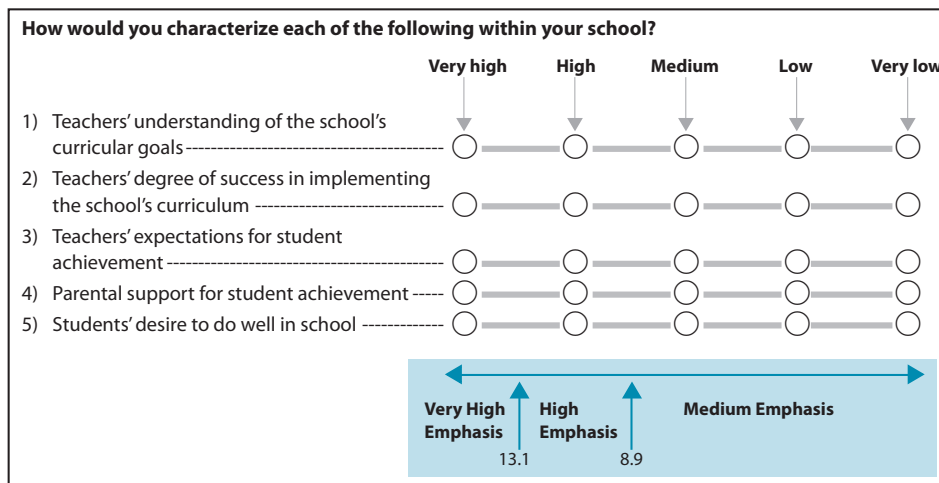 How would you characterize each of the following within your school?
Very high High Medium Low Very low
1) Teachers’ understanding of the school’s
curricular goals--------------------------------------------
2) Teachers’ degree of success in implementing
the school’s curriculum --------------------------------
3) Teachers’ expectations for student
achievement-----------------------------------------------
4) Parental support for student achievement -----
5) Students’ desire to do well in school -------------
Very High High Medium Emphasis
Emphasis Emphasis
13.1 8.9